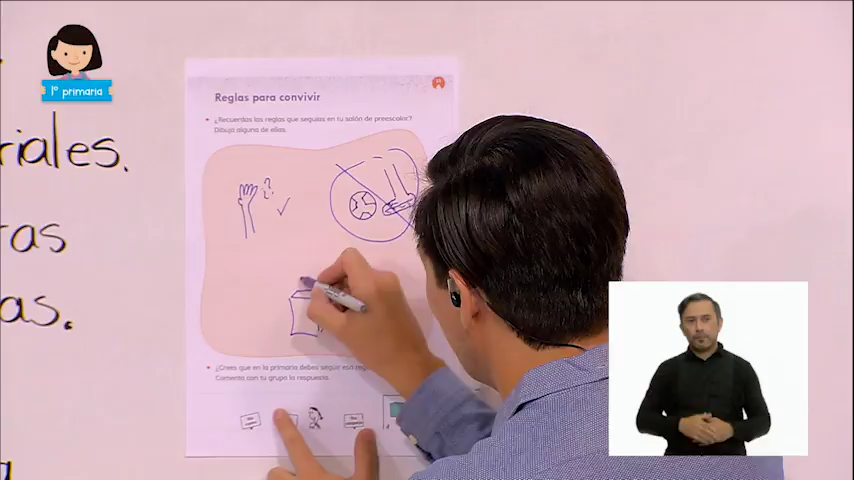 1° primaria
Reglas para convivir
¿Recuerdas las reglas que seguías en tu salón de preescolar?
Dibuja alguna de ellas.
riales.
ras
as.
¿Crees que en la primaria debes seguir esa
Comenta con tu grupo la respuesta.